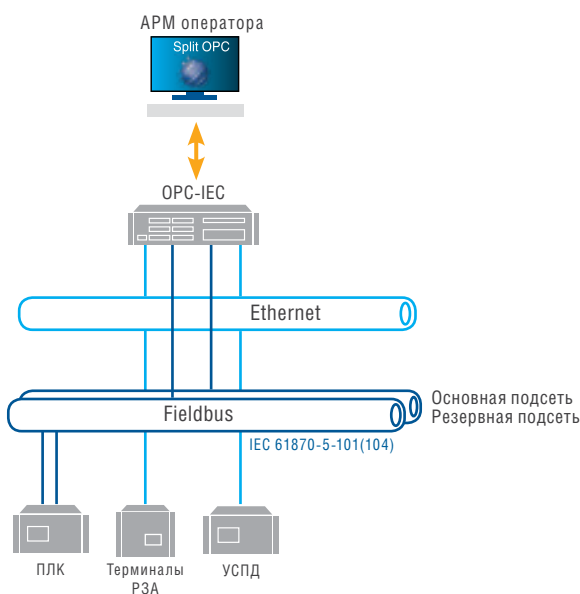 АРМ оператора
Split OPC
OPC-IEC
Ethernet
Основная подсеть
Резервная подсеть
Fieldbus
IEC 61870-5-101(104)
ПЛК
Терминалы
РЗА
УСПД